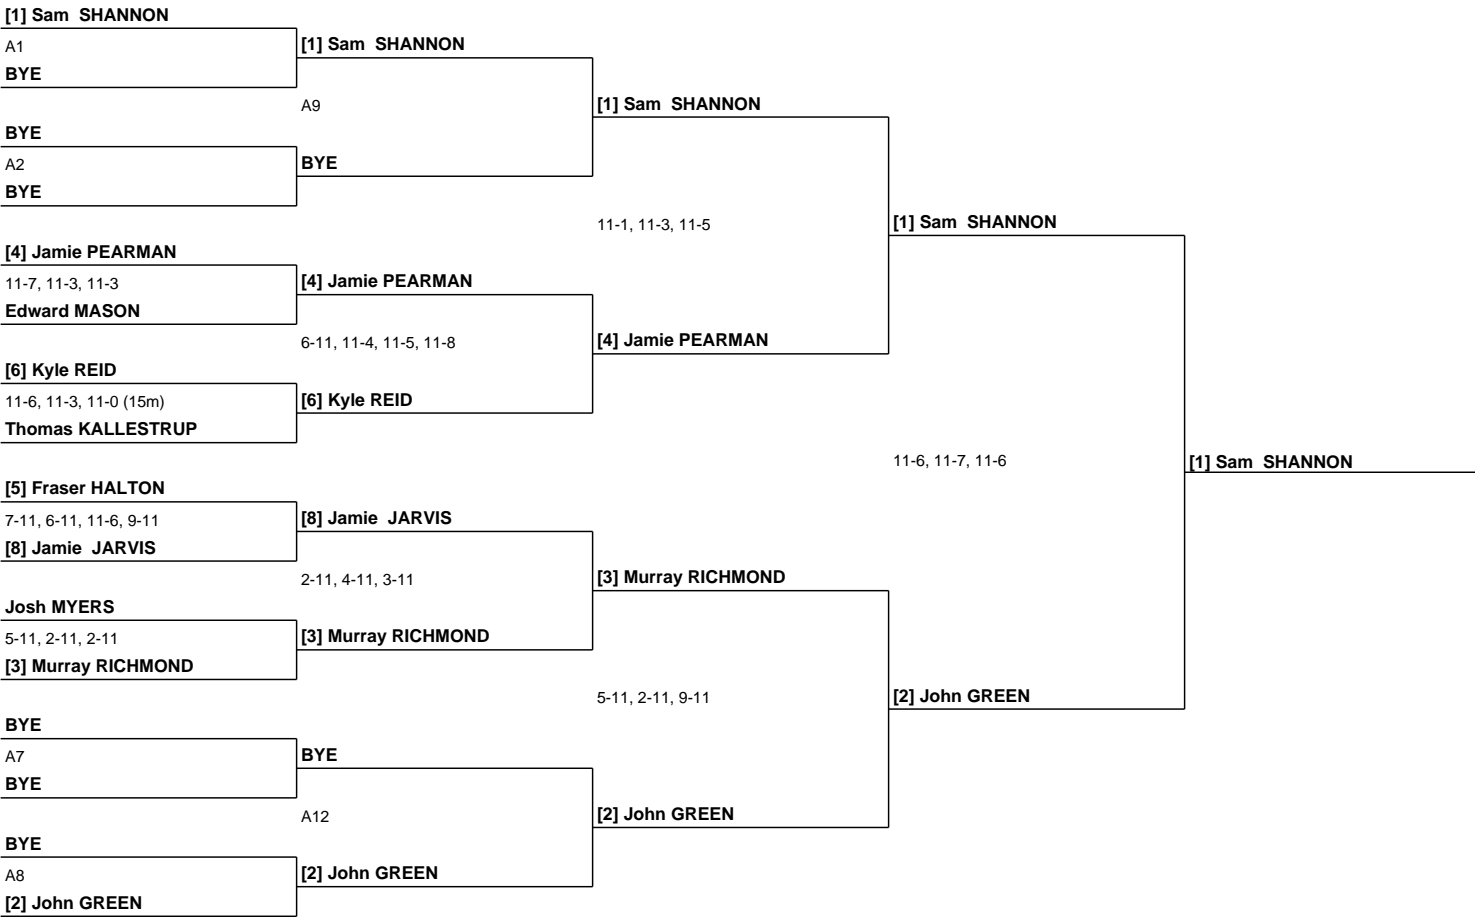 [1] Sam  SHANNON
A1
BYE
BYE
A2
BYE
[4] Jamie PEARMAN
11-7, 11-3, 11-3
Edward MASON
[6] Kyle REID
11-6, 11-3, 11-0 (15m)
Thomas KALLESTRUP
[5] Fraser HALTON
7-11, 6-11, 11-6, 9-11
[8] Jamie  JARVIS
Josh MYERS
5-11, 2-11, 2-11
[3] Murray RICHMOND
BYE
A7
BYE
BYE
A8
[2] John GREEN
[1] Sam  SHANNON
A9
BYE
[4] Jamie PEARMAN
6-11, 11-4, 11-5, 11-8
[6] Kyle REID
[8] Jamie  JARVIS
2-11, 4-11, 3-11
[3] Murray RICHMOND
BYE
A12
[2] John GREEN
[1] Sam  SHANNON
11-1, 11-3, 11-5
[4] Jamie PEARMAN
[3] Murray RICHMOND
5-11, 2-11, 9-11
[2] John GREEN
[1] Sam  SHANNON
11-6, 11-7, 11-6
[2] John GREEN
[1] Sam  SHANNON